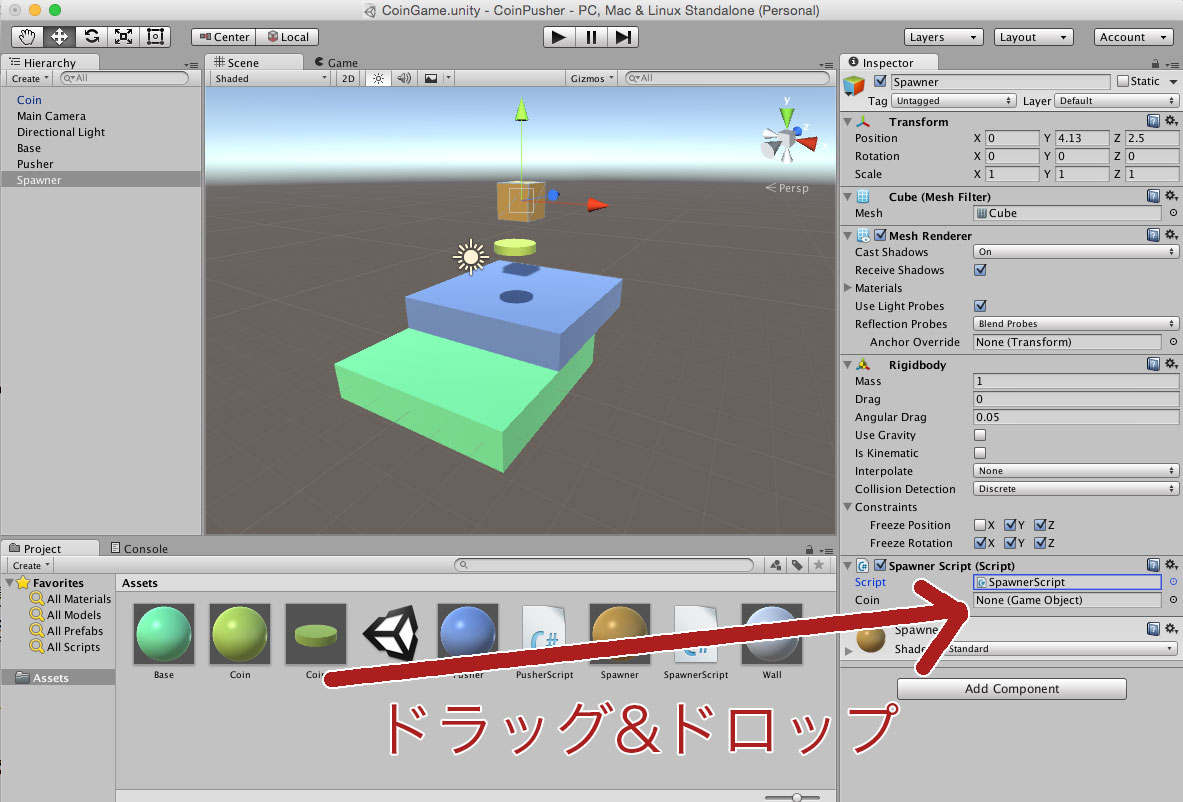 CoinGame.unity - CoinPusher - PC, Mac & Linux Standalone (Personal)
Center Local Layers Layout Account
Hierarchy
Create All
Coin
Main Camera
Directional Light
Base
Pusher
Spawner
Scene Game
Shaded 2D Gizmos All
y
z
Persp
Inspector
Spawner Static
Tag Untagged Layer Default
Transform
Position X 0 Y 4.13 Z 2.5
Rotation X 0 Y 0 Z 0
Scale X 1 Y 1 Z 1
Cube (Mesh Filter)
Mesh Cube
Mesh Renderer
Cast Shadows On
Receive Shadows
Materials
Use Light Probes
Reflection Probes Blend Probes
Anchor Override None (Transform)
Rigidbody
Mass 1
Drag 0
Angular Drag 0.05
Use Gravity
Is Kinematic
Interpolate None
Collision Detection Discrete
Constraints
Freeze Position X Y Z
Freeze Rotation X Y Z
Spawner Script (Script)
Script SpawnerScript
Coin None (Game Object)
Standard
Add Component
Project Console
Create
Favorites
All Materials
All Models
All Prefabs
All Scripts
Assets
Assets
Base Coin PusherScript Spawner SpawnerScript Wall
C#
ドラッグ&ドロップ